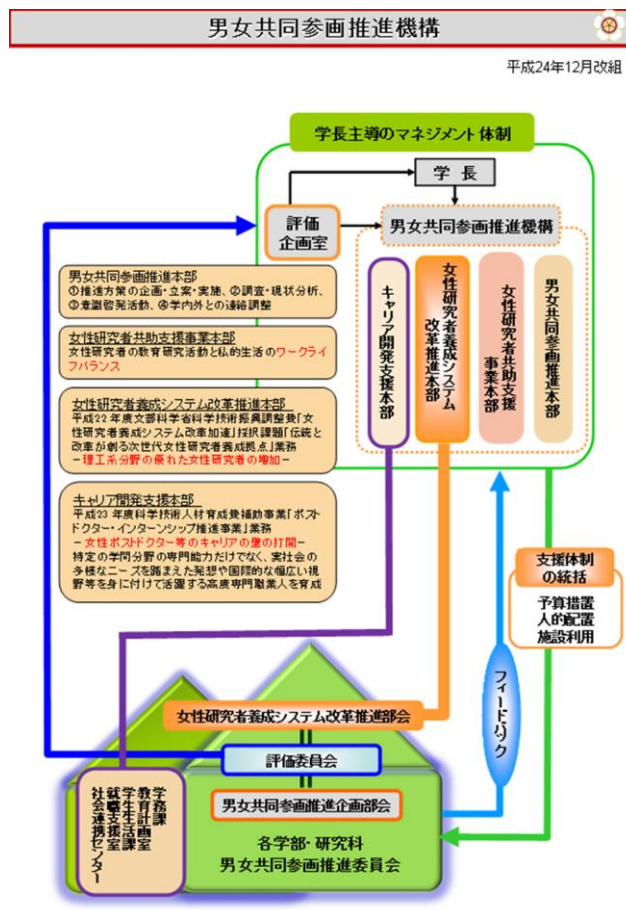 男女共同参画推進機構
平成24年12月改組
学長主導のマネジメント体制
学 長
評価
企画室
男女共同参画推進機構
キャリア開発支援本部
女性研究者養成システム
改革推進本部
女性研究者共助支援
事業本部
男女共同参画推進本部
男女共同参画推進本部
①推進方策の企画・立案・実施、②調査・現状分析、
③意識啓発活動、④学内外との連絡調整
女性研究者共助支援事業本部
女性研究者の教育研究活動と私的生活のワークライ
フバランス
女性研究者養成システム改革推進本部
平成22年度文部科学省科学技術振興調整費「女
性研究者養成システム改革加速」採択課題「伝統と
改革が創る次世代女性研究者養成拠点」業務
－理工系分野の優れた女性研究者の増加－
キャリア開発支援本部
平成23年度科学技術人材育成費補助事業「ポスト
ドクター・インターンシップ推進事業」業務
－女性ポストドクター等のキャリアの壁の打開－
特定の学問分野の専門能力だけでなく、実社会の
多様なニーズを踏まえた発想や国際的な幅広い視
野等を身に付けて活躍する高度専門職業人を育成
支援体制
の統括
予算措置
人的配置
施設利用
フィードバック
女性研究者養成システム改革推進部会
評価委員会
男女共同参画推進企画部会
各学部・研究科
男女共同参画推進委員会
学務課
教育計画室
学生生活課
就職支援室
社会連携センター